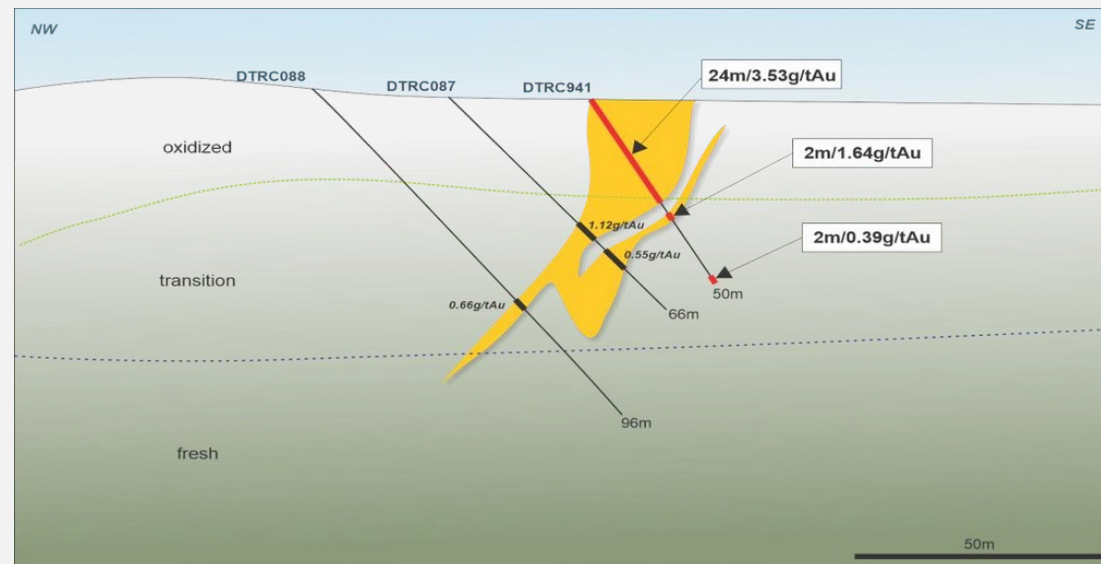 NW
SE
DTRC088
DTRC087
DTRC941
24m/3.53g/tAu
oxidized
2m/1.64g/tAu
1.12g/tAu
2m/0.39g/tAu
0.55g/tAu
transition
50m
0.66g/tAu
66m
96m
fresh
50m